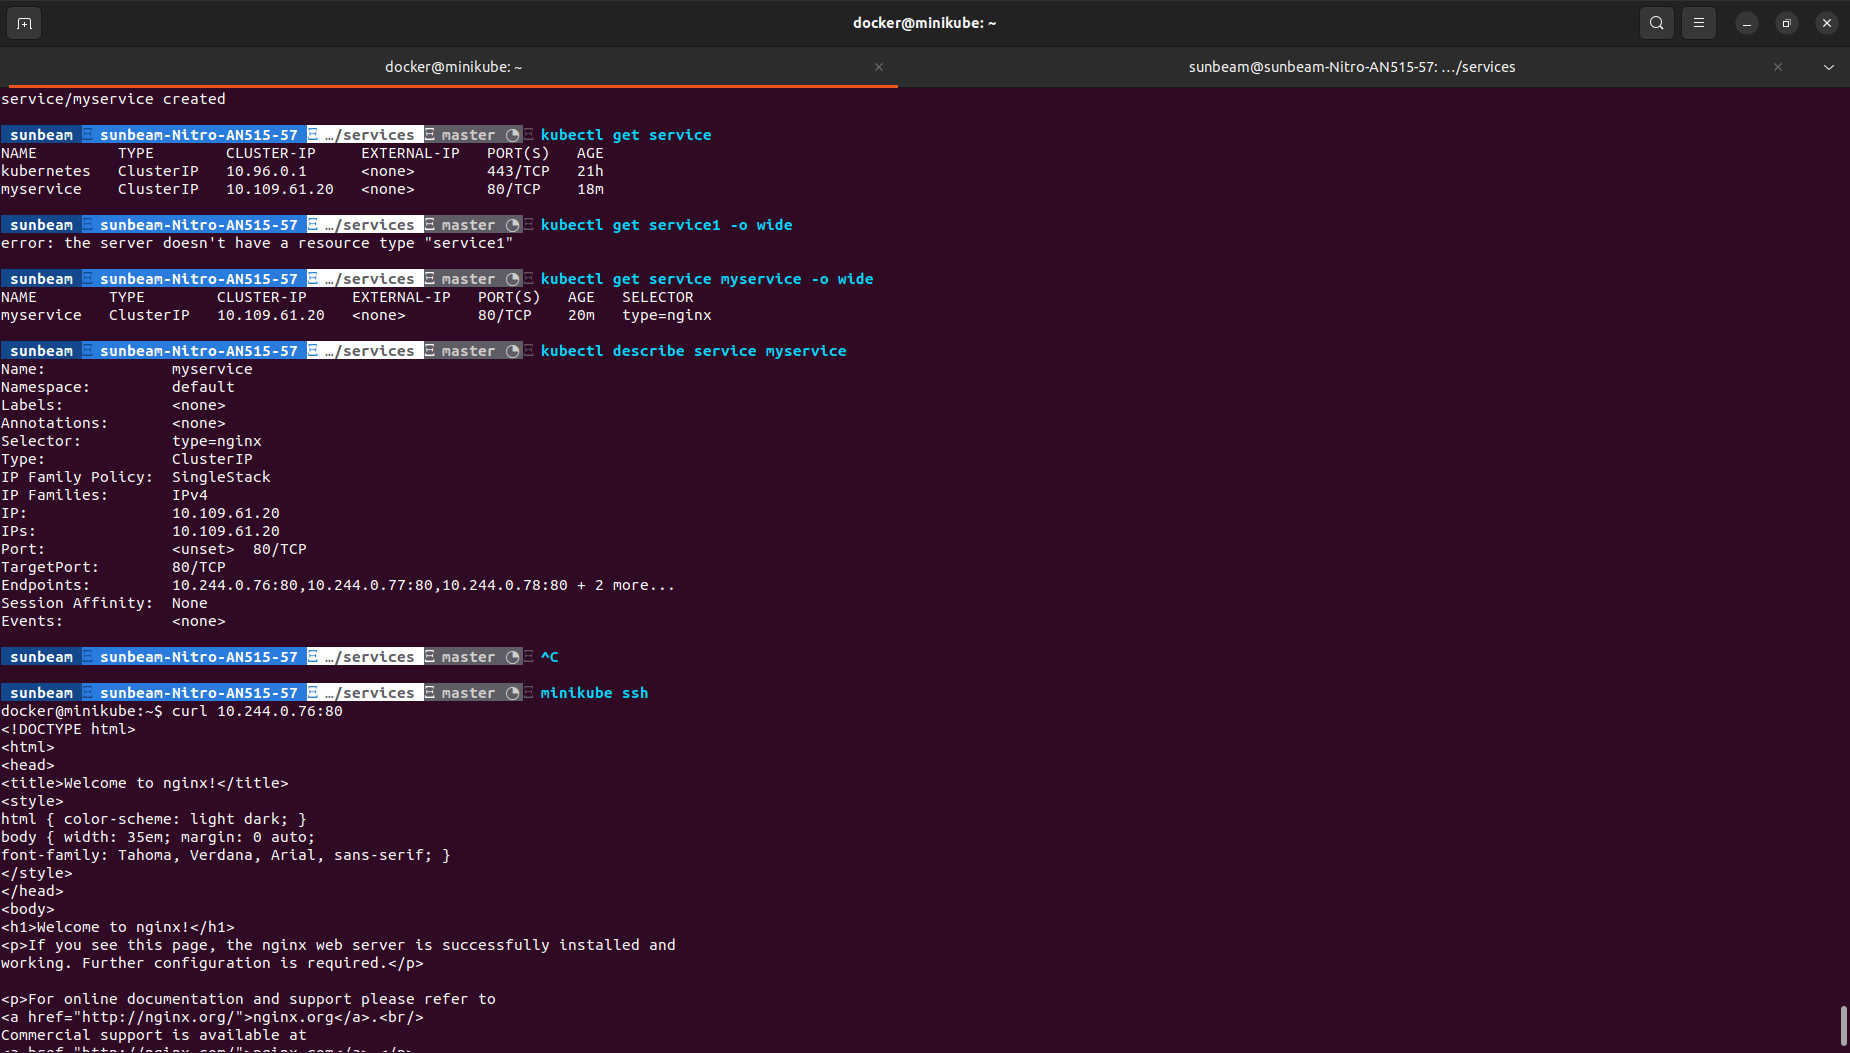 docker@minikube: ~
docker@minikube: ~
sunbeam@sunbeam-Nitro-AN515-57: …/services
service/myservice created
sunbeam sunbeam-Nitro-AN515-57 …/services master kubectl get service
NAME TYPE CLUSTER-IP EXTERNAL-IP PORT(S) AGE
kubernetes ClusterIP 10.96.0.1 <none> 443/TCP 21h
myservice ClusterIP 10.109.61.20 <none> 80/TCP 18m
sunbeam sunbeam-Nitro-AN515-57 …/services master kubectl get service1 -o wide
error: the server doesn't have a resource type "service1"
sunbeam sunbeam-Nitro-AN515-57 …/services master kubectl get service myservice -o wide
NAME TYPE CLUSTER-IP EXTERNAL-IP PORT(S) AGE SELECTOR
myservice ClusterIP 10.109.61.20 <none> 80/TCP 20m type=nginx
sunbeam sunbeam-Nitro-AN515-57 …/services master kubectl describe service myservice
Name: myservice
Namespace: default
Labels: <none>
Annotations: <none>
Selector: type=nginx
Type: ClusterIP
IP Family Policy: SingleStack
IP Families: IPv4
IP: 10.109.61.20
IPs: 10.109.61.20
Port: <unset> 80/TCP
TargetPort: 80/TCP
Endpoints: 10.244.0.76:80,10.244.0.77:80,10.244.0.78:80 + 2 more...
Session Affinity: None
Events: <none>
sunbeam sunbeam-Nitro-AN515-57 …/services master ^C
sunbeam sunbeam-Nitro-AN515-57 …/services master minikube ssh
docker@minikube:~$ curl 10.244.0.76:80
<!DOCTYPE html>
<html>
<head>
<title>Welcome to nginx!</title>
<style>
html { color-scheme: light dark; }
body { width: 35em; margin: 0 auto;
font-family: Tahoma, Verdana, Arial, sans-serif; }
</style>
</head>
<body>
<h1>Welcome to nginx!</h1>
<p>If you see this page, the nginx web server is successfully installed and
working. Further configuration is required.</p>
<p>For online documentation and support please refer to
<a href="http://nginx.org/">nginx.org</a>.<br/>
Commercial support is available at
<a href="http://nginx.com/">nginx.com</a>.</p>